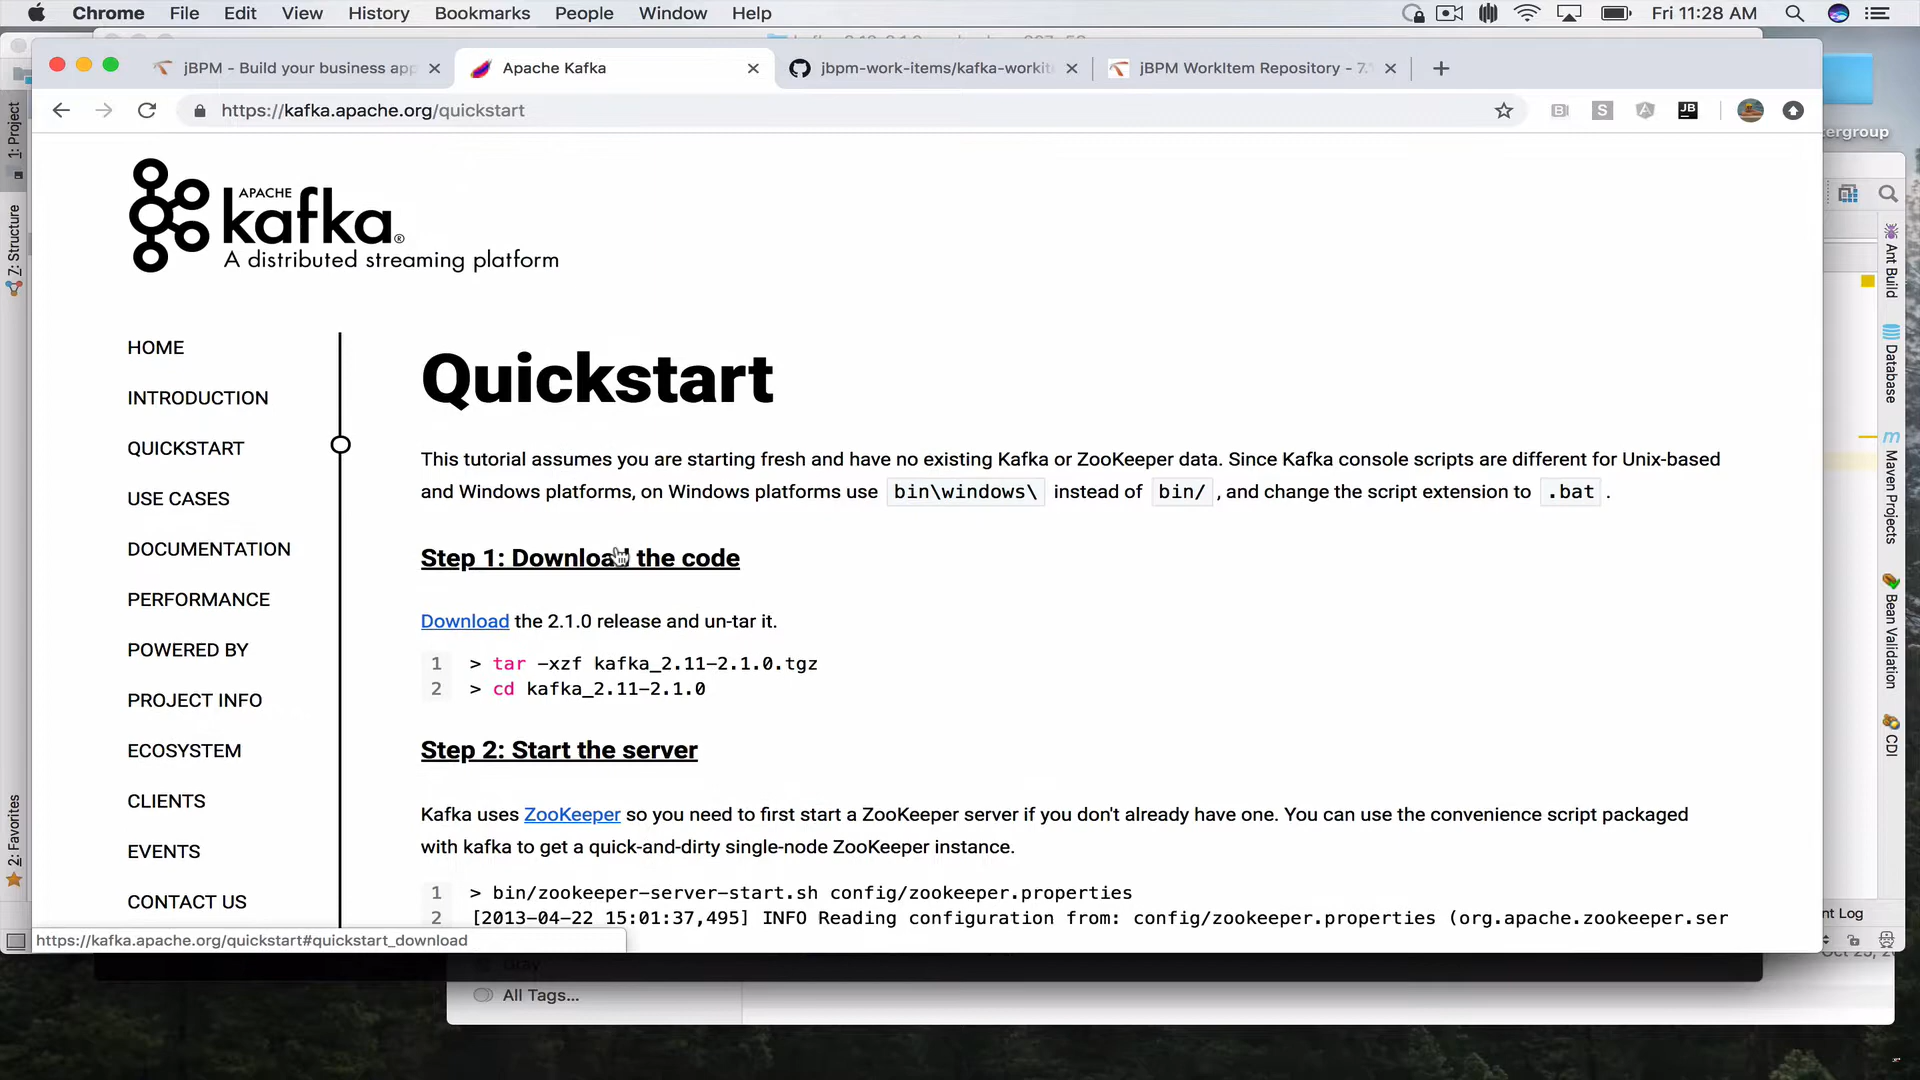 Chrome File Edit View History Bookmarks People Window Help Fri 11:28 AM
jBPM - Build your business app
Apache Kafka
jbpm-work-items/kafka-workit
jBPM WorkItem Repository - 7.
https://kafka.apache.org/quickstart
JB
ergroup
1: Project
7: Structure
2: Favorites
APACHE
kafka®
A distributed streaming platform
HOME
INTRODUCTION
QUICKSTART
USE CASES
DOCUMENTATION
PERFORMANCE
POWERED BY
PROJECT INFO
ECOSYSTEM
CLIENTS
EVENTS
CONTACT US
Quickstart
This tutorial assumes you are starting fresh and have no existing Kafka or ZooKeeper data. Since Kafka console scripts are different for Unix-based
and Windows platforms, on Windows platforms use bin\windows\ instead of bin/ , and change the script extension to .bat .
Step 1: Download the code
Download the 2.1.0 release and un-tar it.
1 > tar -xzf kafka_2.11-2.1.0.tgz
2 > cd kafka_2.11-2.1.0
Step 2: Start the server
Kafka uses ZooKeeper so you need to first start a ZooKeeper server if you don't already have one. You can use the convenience script packaged
with kafka to get a quick-and-dirty single-node ZooKeeper instance.
1 > bin/zookeeper-server-start.sh config/zookeeper.properties
2 [2013-04-22 15:01:37,495] INFO Reading configuration from: config/zookeeper.properties (org.apache.zookeeper.ser
https://kafka.apache.org/quickstart#quickstart_download
Ant Build
Database
Maven Projects
Bean Validation
CDI
nt Log
Gray
All Tags...